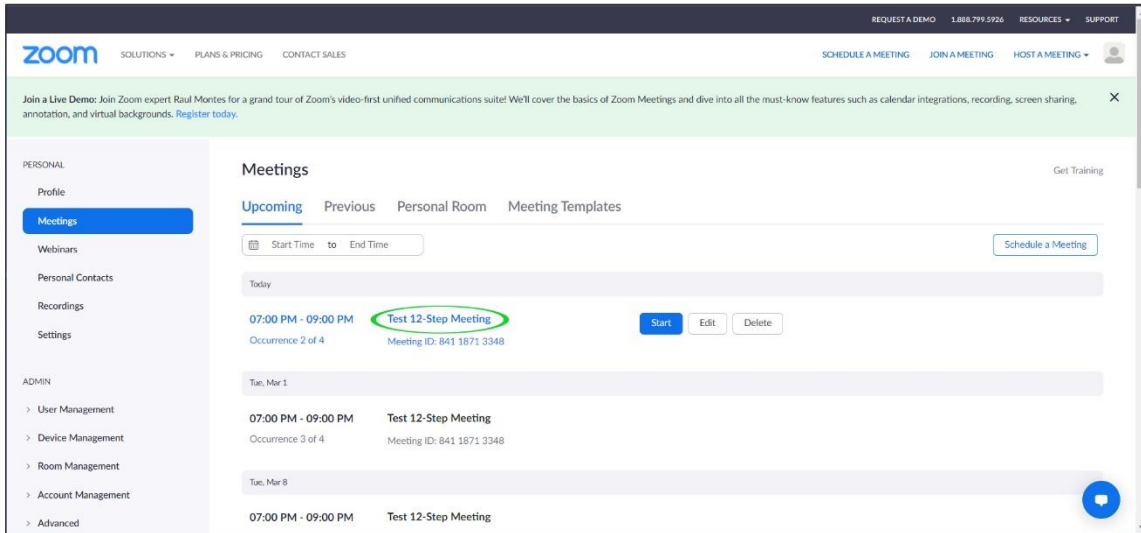 REQUEST A DEMO 1.888.799.5926 RESOURCES SUPPORT
zoom SOLUTIONS PLANS & PRICING CONTACT SALES SCHEDULE A MEETING JOIN A MEETING HOST A MEETING
Join a Live Demo: Join Zoom expert Raul Montes for a grand tour of Zoom's video-first unified communications suite! We'll cover the basics of Zoom Meetings and dive into all the must-know features such as calendar integrations, recording, screen sharing,
annotation, and virtual backgrounds. Register today.
PERSONAL
Profile
Meetings
Webinars
Personal Contacts
Recordings
Settings
ADMIN
> User Management
> Device Management
> Room Management
> Account Management
> Advanced
Meetings Get Training
Upcoming Previous Personal Room Meeting Templates
Start Time to End Time Schedule a Meeting
Today
07:00 PM - 09:00 PM Test 12-Step Meeting Start Edit Delete
Occurrence 2 of 4 Meeting ID: 841 1871 3348
Tue, Mar 1
07:00 PM - 09:00 PM Test 12-Step Meeting
Occurrence 3 of 4 Meeting ID: 841 1871 3348
Tue, Mar 8
07:00 PM - 09:00 PM Test 12-Step Meeting